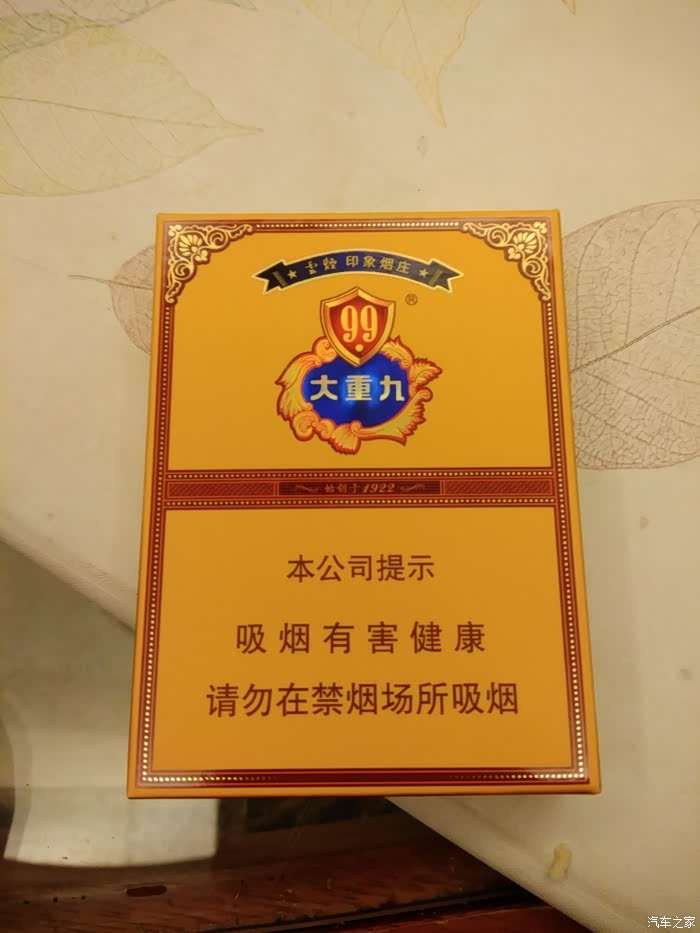 雲煙 印象烟庄
®
99
大重九
始创于1922
本公司提示
吸烟有害健康
请勿在禁烟场所吸烟
汽车之家